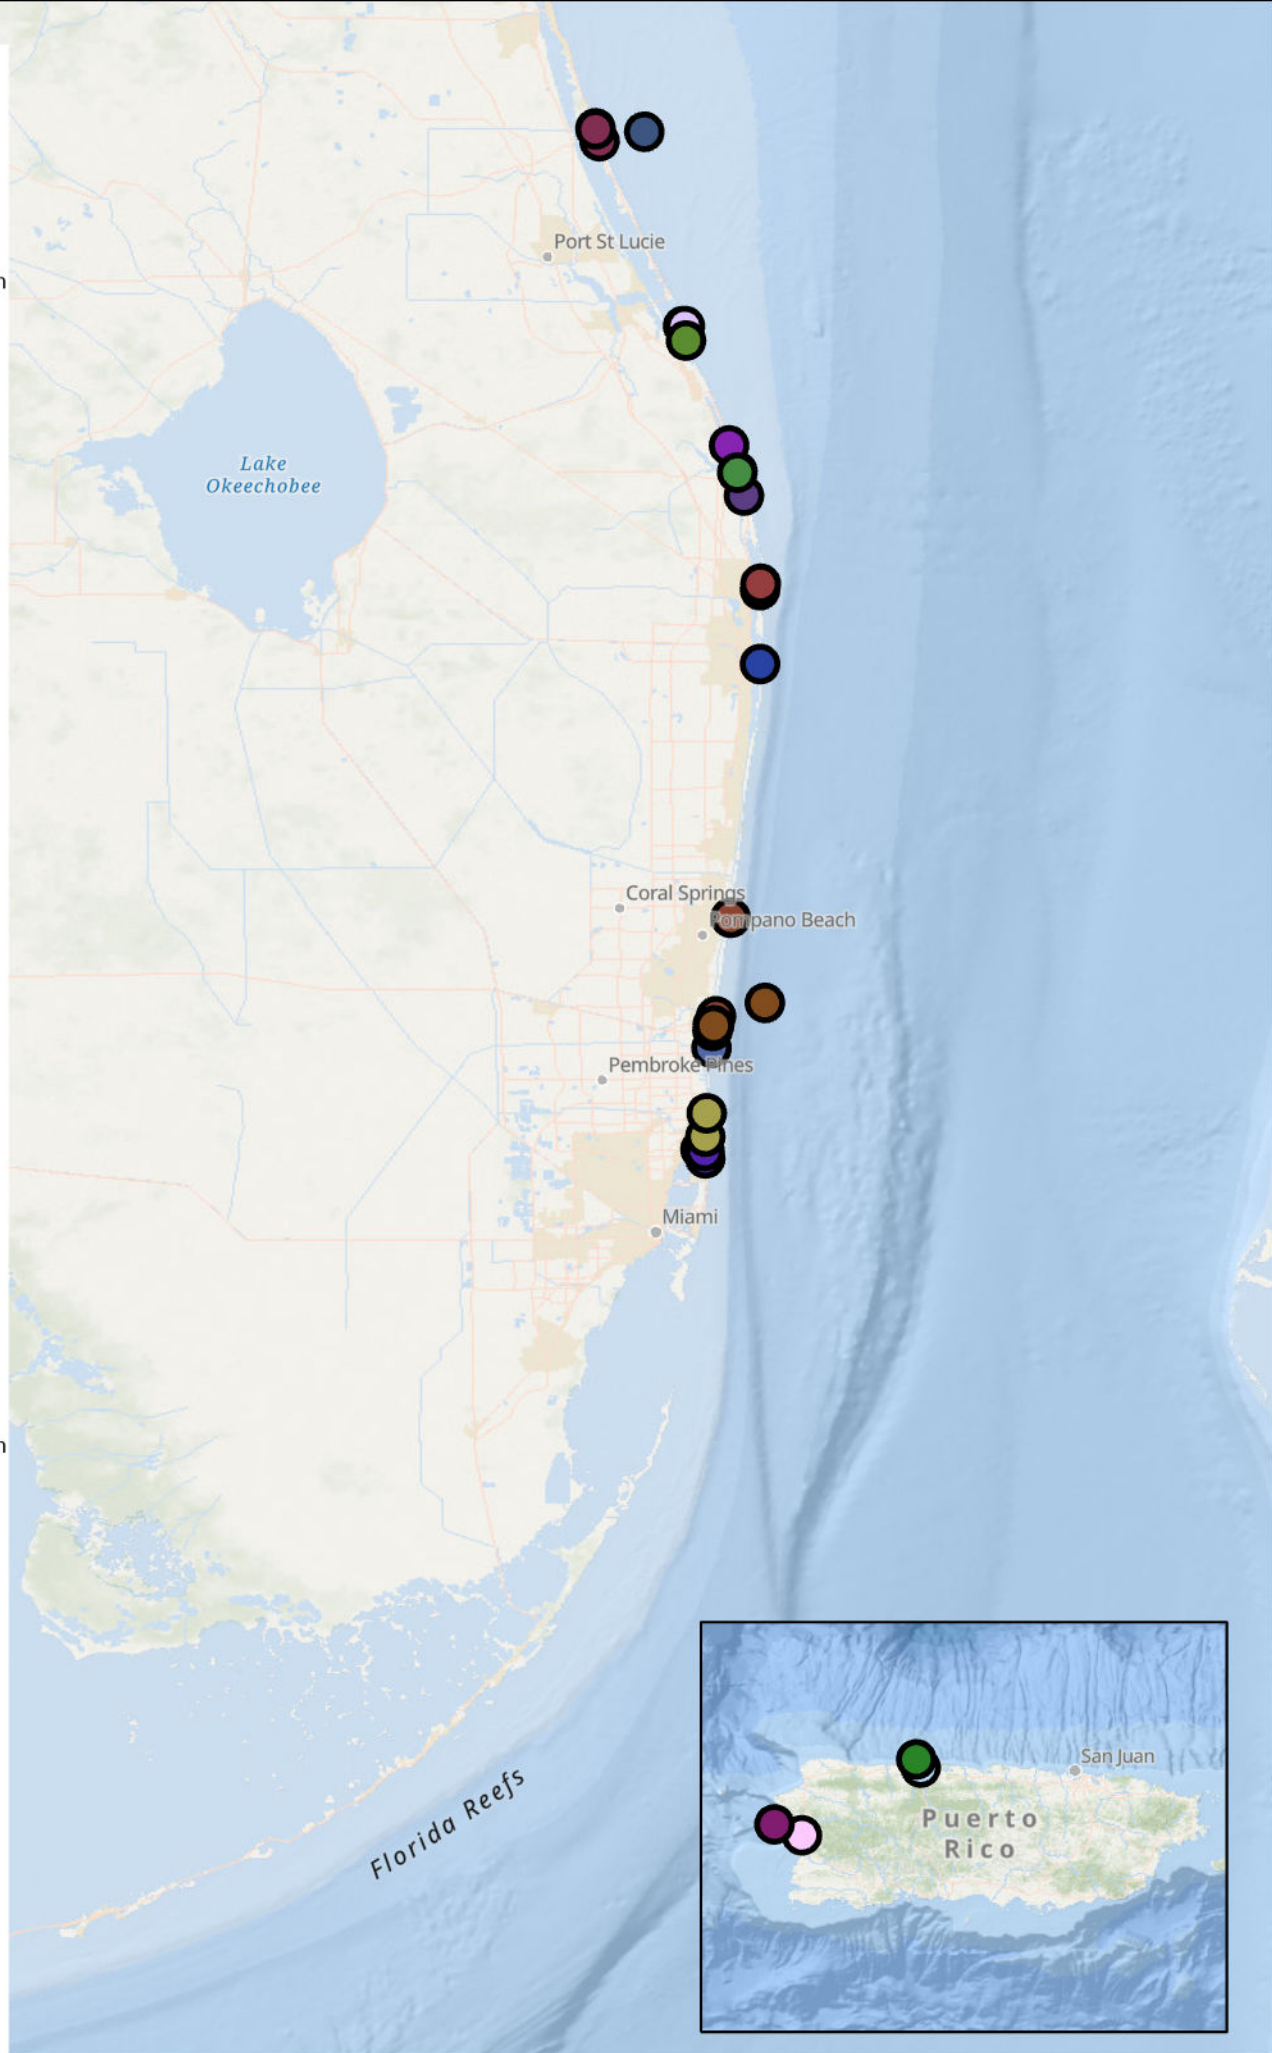 Port St Lucie
n
Lake
Okeechobee
Coral Springs
Pompano Beach
Pembroke Pines
Miami
n
San Juan
Puerto
Rico
Florida Reefs